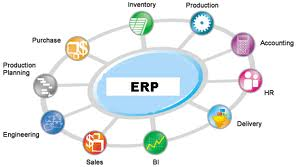 Inventory
Production
Purchase
Accounting
Production
Planning
ERP
HR
Engineering
Delivery
Sales
BI